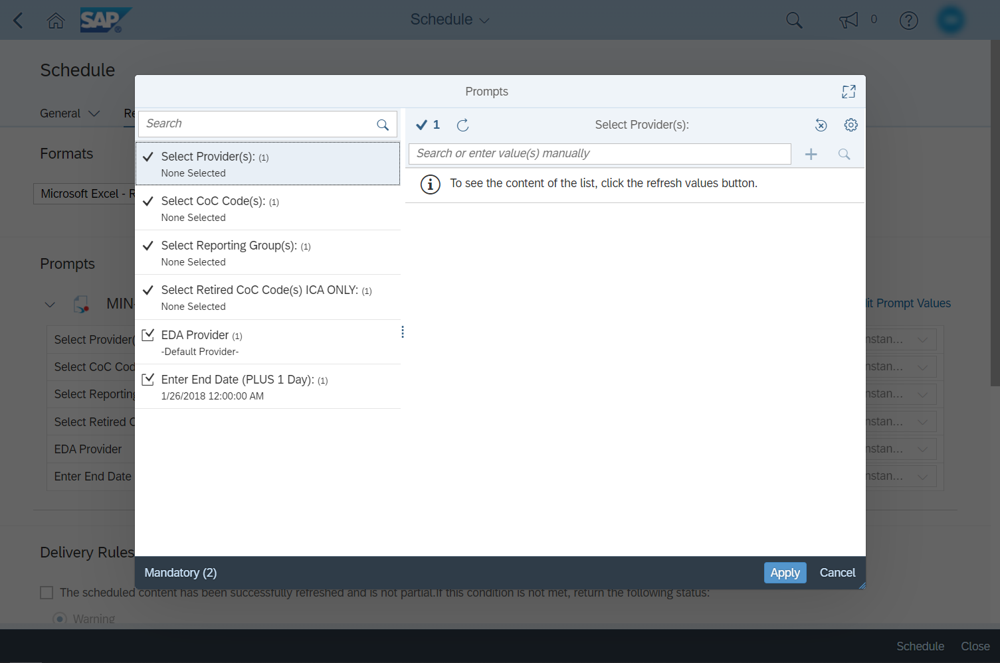 SAP®
Schedule
0
Schedule
General
Re
Formats
Microsoft Excel - R
Prompts
MIN-
it Prompt Values
Select Provider(
nstan...
Select CoC Cod
nstan...
Select Reporting
nstan...
Select Retired C
nstan...
EDA Provider
nstan...
Enter End Date
nstan...
Delivery Rules
The scheduled content has been successfully refreshed and is not partial.If this condition is not met, return the following status:
Warning
Prompts
Search
Select Provider(s): (1)
None Selected
Select CoC Code(s): (1)
None Selected
Select Reporting Group(s): (1)
None Selected
Select Retired CoC Code(s) ICA ONLY: (1)
None Selected
EDA Provider (1)
-Default Provider-
Enter End Date (PLUS 1 Day): (1)
1/26/2018 12:00:00 AM
1
Select Provider(s):
Search or enter value(s) manually
To see the content of the list, click the refresh values button.
Mandatory (2)
Apply
Cancel
Schedule
Close